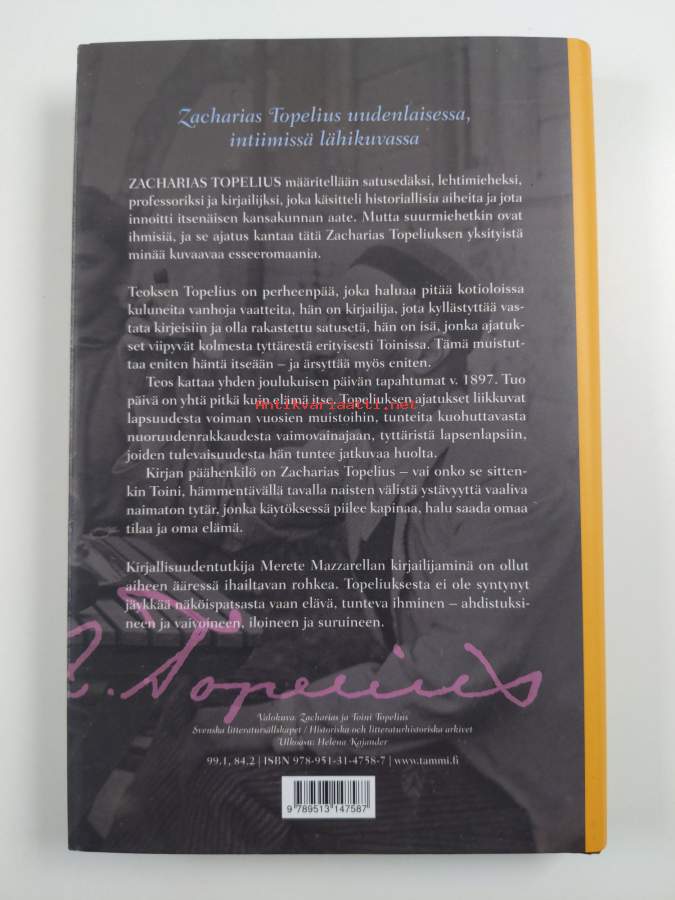 Zacharias Topelius uudenlaisessa,
intiimissä lähikuvassa
ZACHARIAS TOPELIUS määritellään satusedäksi, lehtimieheksi,
professoriksi ja kirjailijksi, joka käsitteli historiallisia aiheita ja jota
innoitti itsenäisen kansakunnan aate. Mutta suurmiehetkin ovat
ihmisiä, ja se ajatus kantaa tätä Zacharias Topeliuksen yksityistä
minää kuvaavaa esseeromaania.
Teoksen Topelius on perheenpää, joka haluaa pitää kotioloissa
kuluneita vanhoja vaatteita, hän on kirjailija, jota kyllästyttää vas-
tata kirjeisiin ja olla rakastettu satusetä, hän on isä, jonka ajatuk-
set viipyvät kolmesta tyttärestä erityisesti Toinissa. Tämä muistut-
taa eniten häntä itseään – ja ärsyttää myös eniten.
Teos kattaa yhden joulukuisen päivän tapahtumat v. 1897. Tuo
päivä on yhtä pitkä kuin elämä itse. Topeliuksen ajatukset liikkuvat
Antikvariaatti.net
lapsuudesta voiman vuosien muistoihin, tunteita kuohuttavasta
nuoruudenrakkaudesta vaimovainajaan, tyttäristä lapsenlapsiin,
joiden tulevaisuudesta hän tuntee jatkuvaa huolta.
Kirjan päähenkilö on Zacharias Topelius – vai onko se sitten-
kin Toini, hämmentävällä tavalla naisten välistä ystävyyttä vaaliva
naimaton tytär, jonka käytöksessä piilee kapinaa, halu saada omaa
tilaa ja oma elämä.
Kirjallisuudentutkija Merete Mazzarellan kirjailijaminä on ollut
aiheen ääressä ihailtavan rohkea. Topeliuksesta ei ole syntynyt
jäykkää näköispatsasta vaan elävä, tunteva ihminen – ahdistuksi-
neen ja vaivoineen, iloineen ja suruineen.
Z. Topelius
Valokuva: Zacharias ja Toini Topelius
Svenska litteratursällskapet / Historiska och litteraturhistoriska arkivet
Ulkoasu: Helena Kajander
99.1, 84.2 | ISBN 978-951-31-4758-7 | www.tammi.fi
9 789513 147587